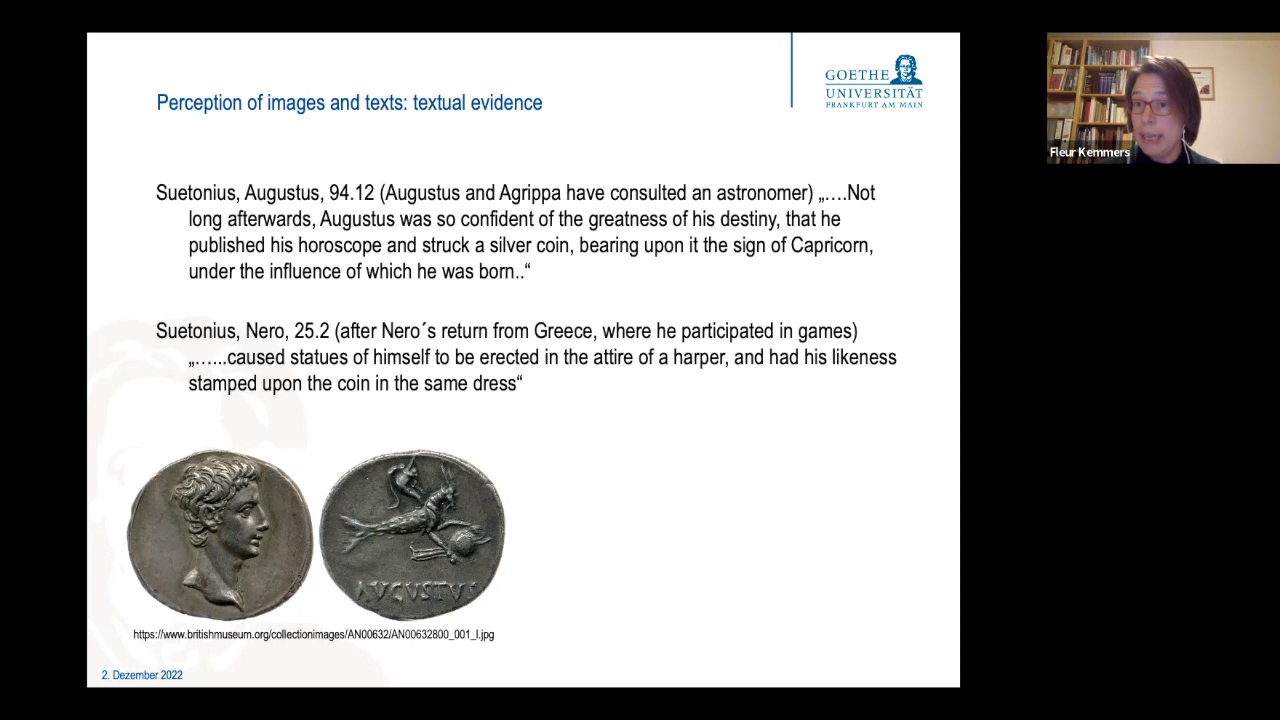 GOETHE
UNIVERSITÄT
FRANKFURT AM MAIN
Perception of images and texts: textual evidence
Fleur Kemmers
Suetonius, Augustus, 94.12 (Augustus and Agrippa have consulted an astronomer) „….Not
long afterwards, Augustus was so confident of the greatness of his destiny, that he
published his horoscope and struck a silver coin, bearing upon it the sign of Capricorn,
under the influence of which he was born..“
Suetonius, Nero, 25.2 (after Nero´s return from Greece, where he participated in games)
„…...caused statues of himself to be erected in the attire of a harper, and had his likeness
stamped upon the coin in the same dress“
AVGVSTVS
https://www.britishmuseum.org/collectionimages/AN00632/AN00632800_001_l.jpg
2. Dezember 2022